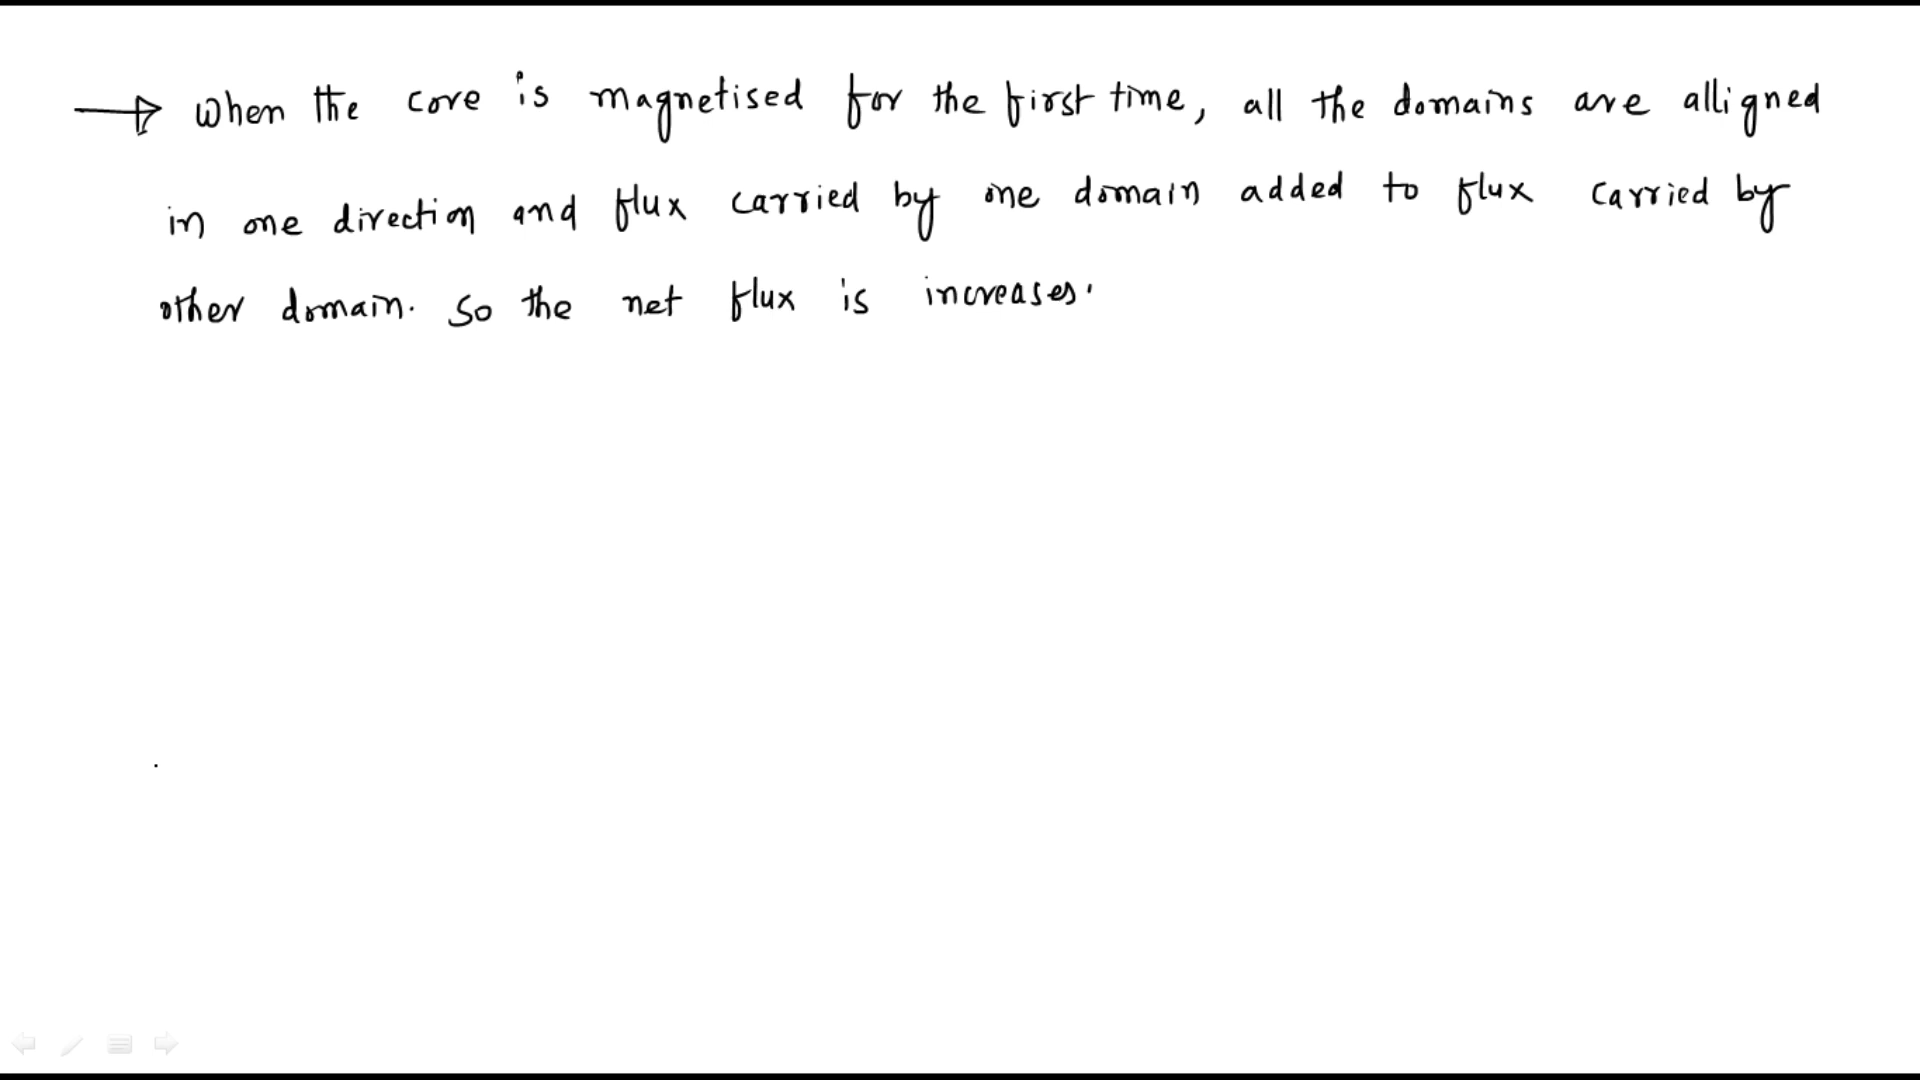 → when the core is magnetised for the first time, all the domains are alligned
in one direction and flux carried by one domain added to flux carried by
other domain. so the net flux is increases.